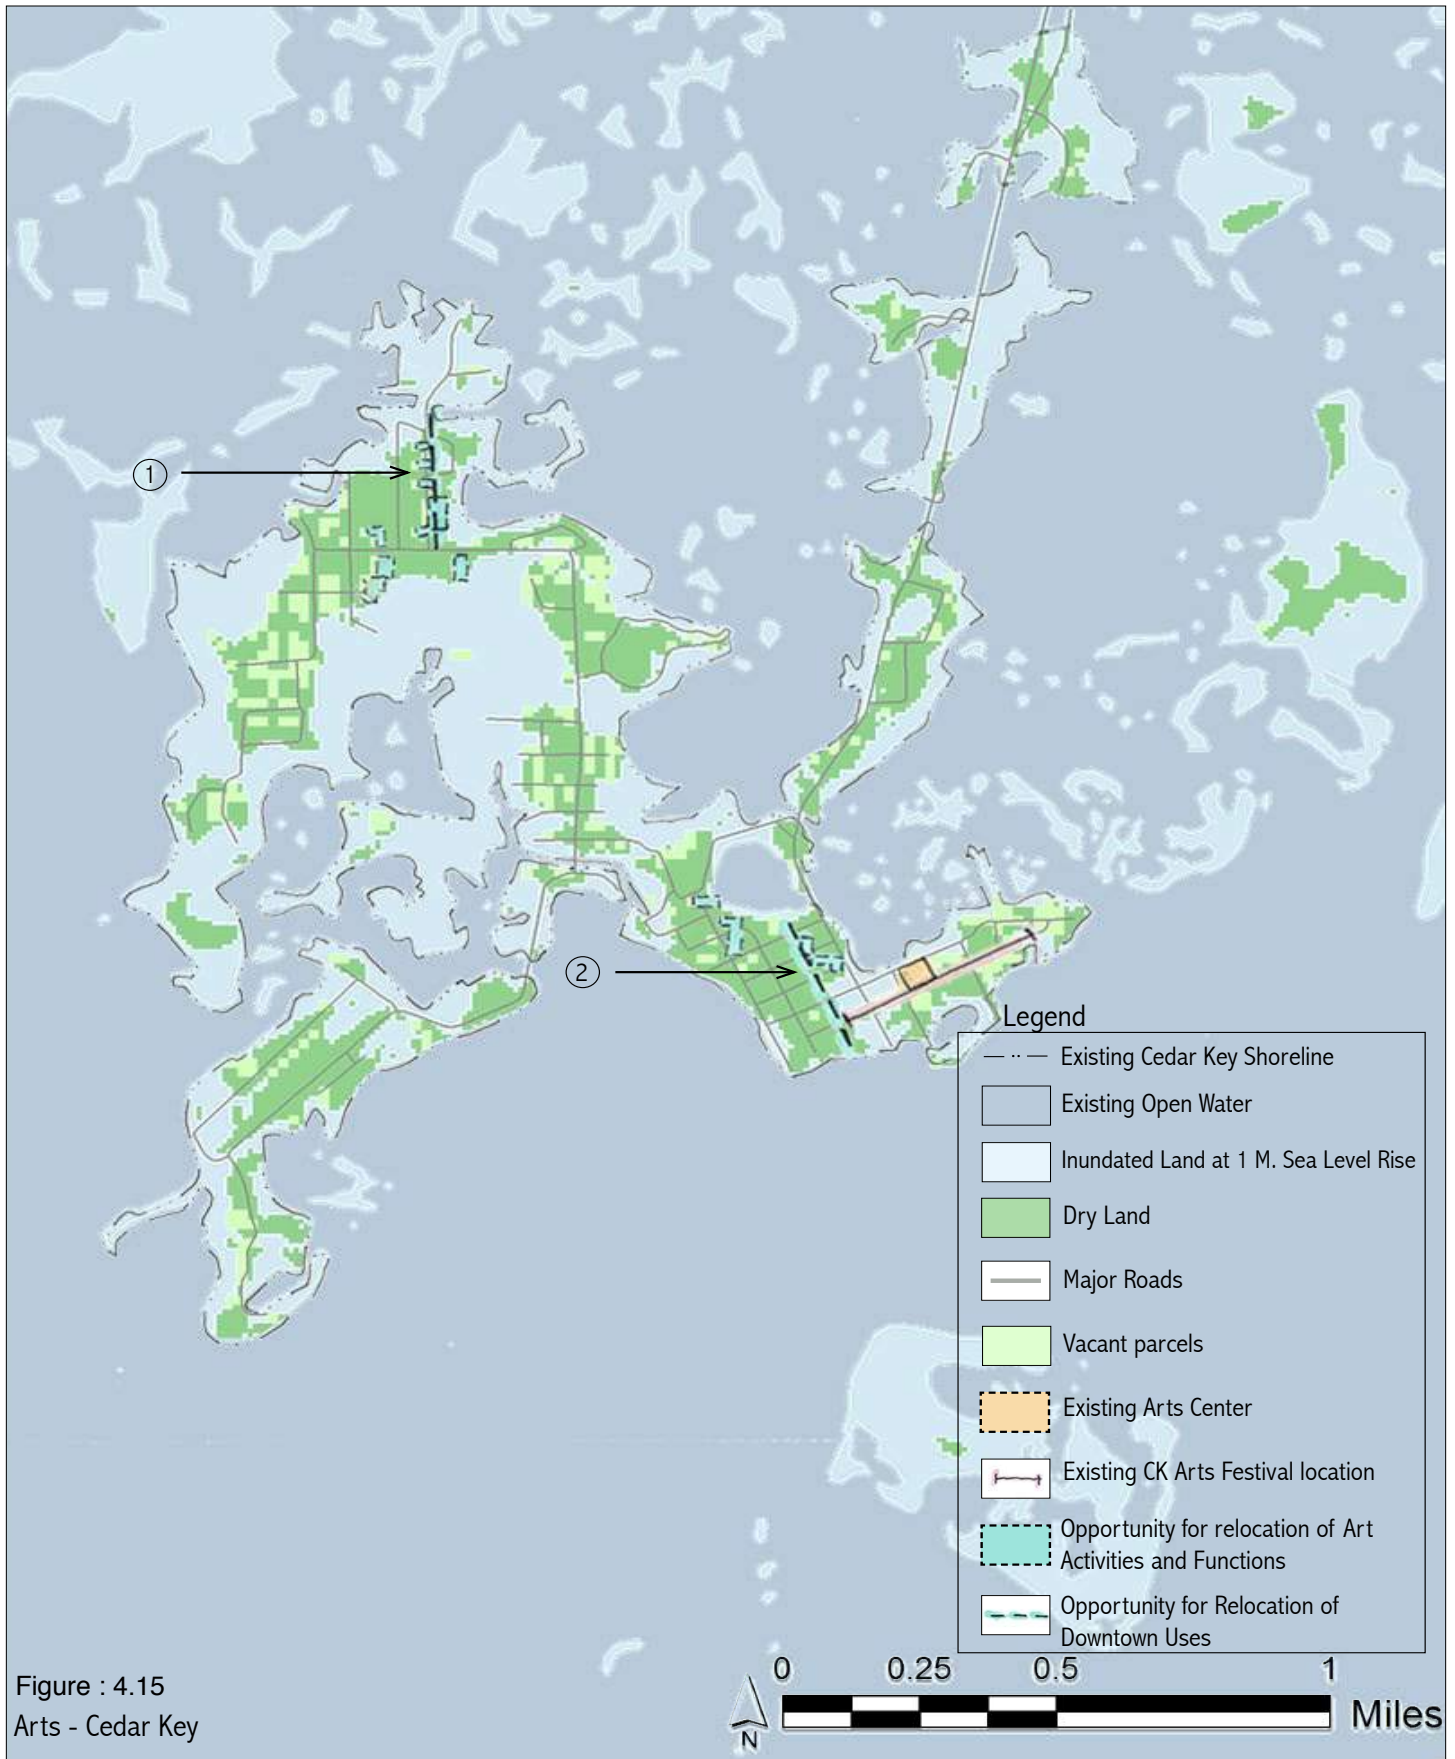 1
2
Legend
Existing Cedar Key Shoreline
Existing Open Water
Inundated Land at 1 M. Sea Level Rise
Dry Land
Major Roads
Vacant parcels
Existing Arts Center
Existing CK Arts Festival location
Opportunity for relocation of Art
Activities and Functions
Opportunity for Relocation of
Downtown Uses
0 0.25 0.5 1
Miles
N
Figure : 4.15
Arts - Cedar Key